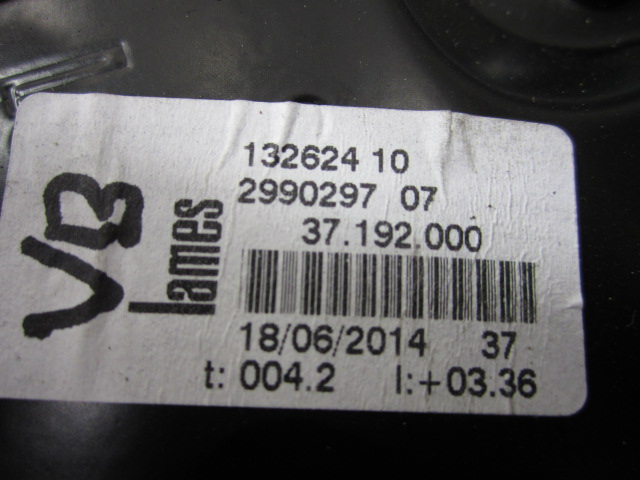 132624 10
2990297 07
37.192.000
VB
lames
18/06/2014 37
t: 004.2 l:+03.36